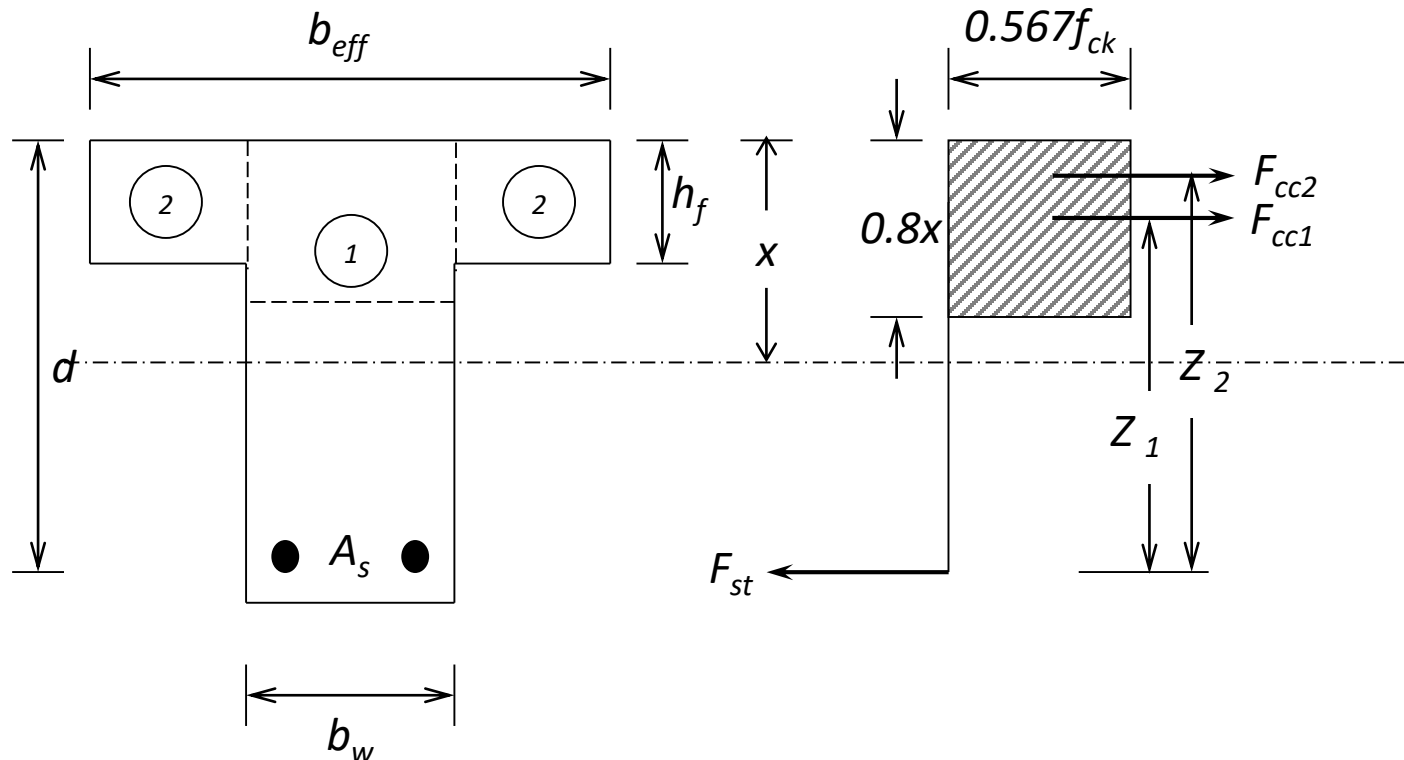 b_eff
0.567f_ck
2
2
1
h_f
x
0.8x
F_cc2
F_cc1
d
Z_2
Z_1
A_s
F_st
b_w